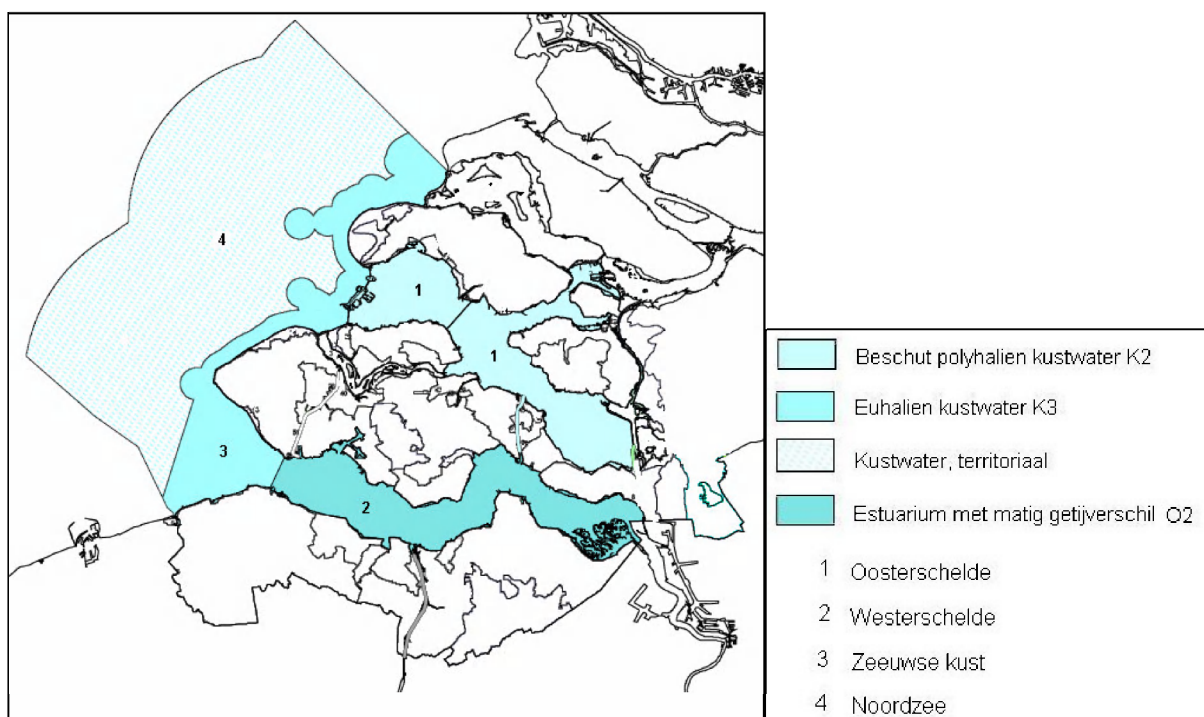 4
1
1
3
2
Beschut polyhalien kustwater K2
Euhalien kustwater K3
Kustwater, territoriaal
Estuarium met matig getijverschil O2
1 Oosterschelde
2 Westerschelde
3 Zeeuwse kust
4 Noordzee